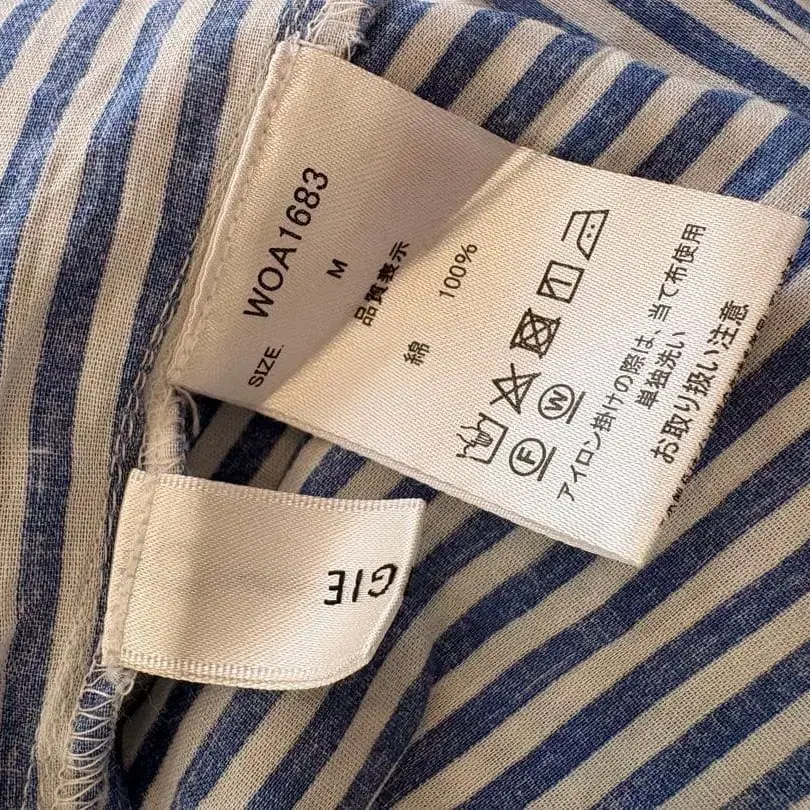 WOA1683
SIZE. M
品質表示
綿 100%
F W
アイロン掛けの際は、当て布使用
単独洗い
お取り扱い注意
GIE